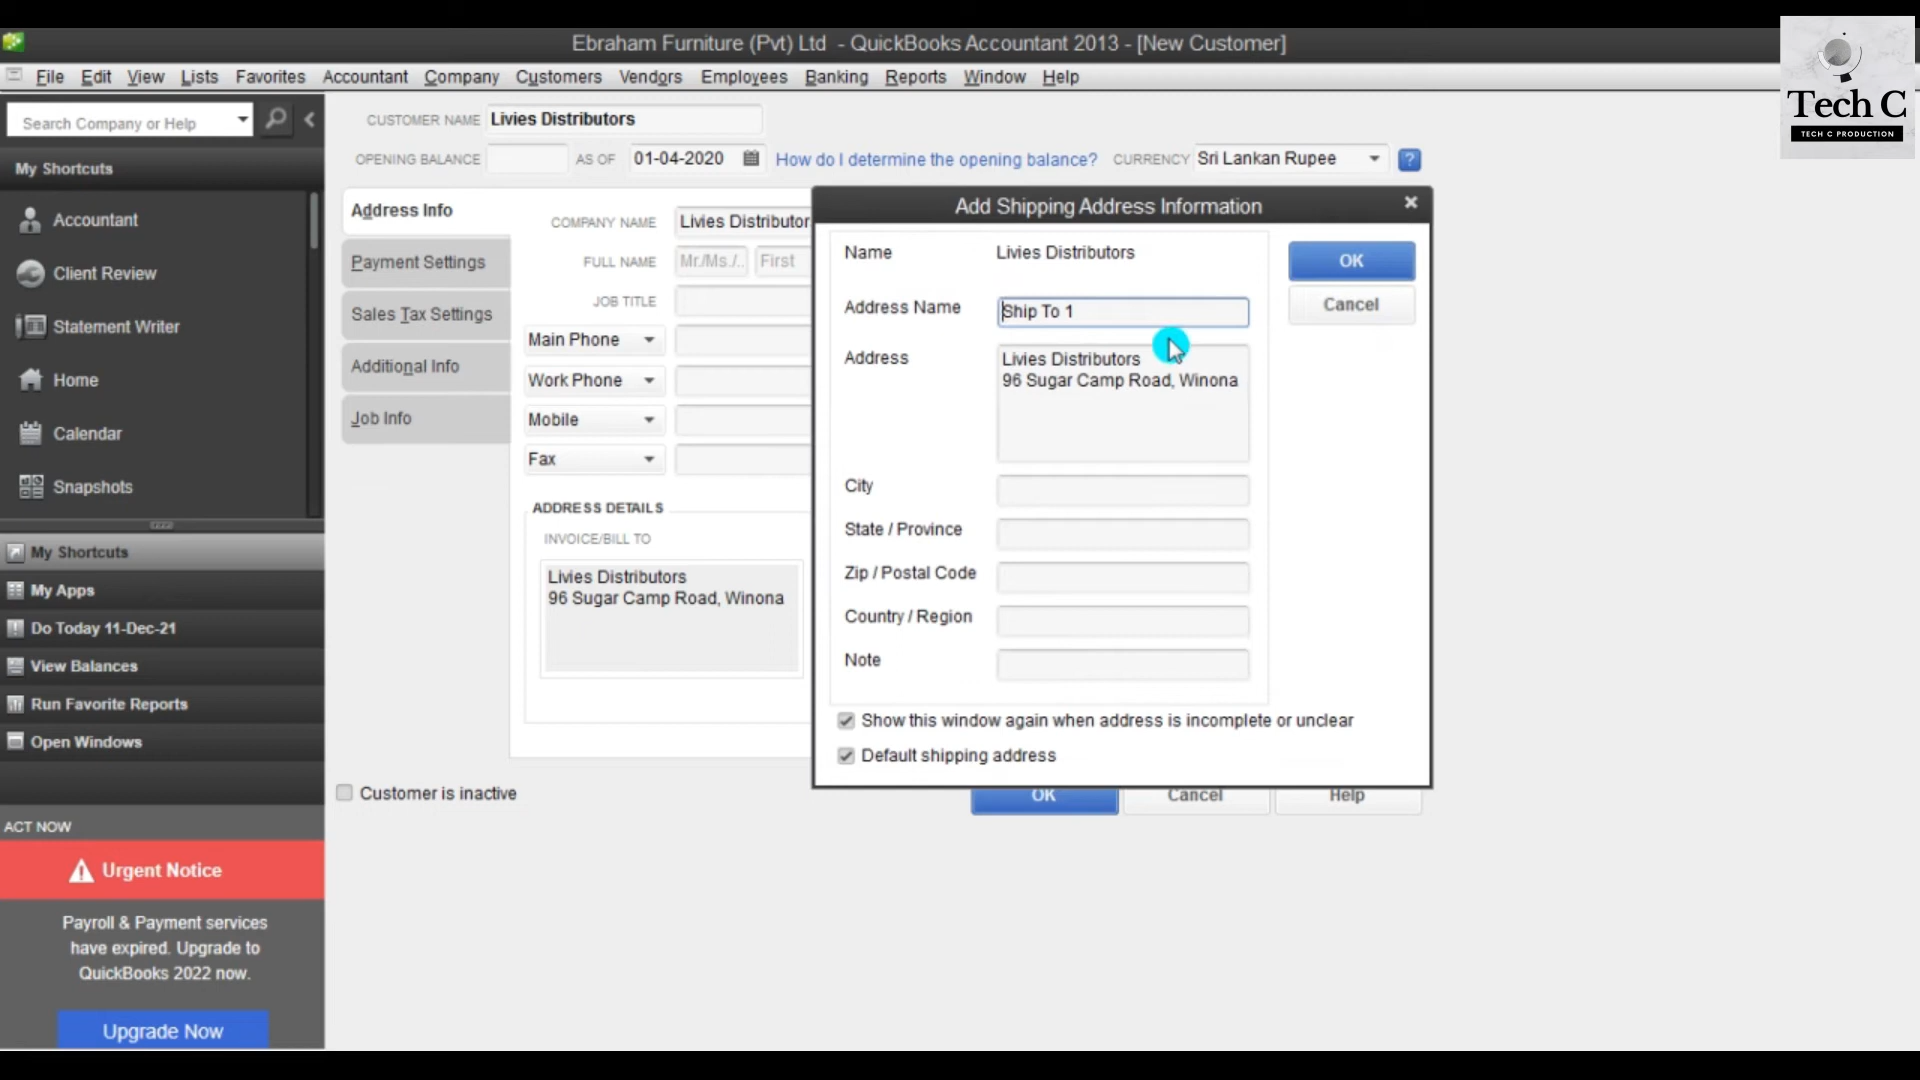 Ebraham Furniture (Pvt) Ltd - QuickBooks Accountant 2013 - [New Customer]
Tech C
TECH C PRODUCTION
File Edit View Lists Favorites Accountant Company Customers Vendors Employees Banking Reports Window Help
Search Company or Help
My Shortcuts
Accountant
Client Review
Statement Writer
Home
Calendar
Snapshots
My Shortcuts
My Apps
Do Today 11-Dec-21
View Balances
Run Favorite Reports
Open Windows
ACT NOW
Urgent Notice
Payroll & Payment services
have expired. Upgrade to
QuickBooks 2022 now.
Upgrade Now
CUSTOMER NAME Livies Distributors
OPENING BALANCE AS OF 01-04-2020 How do I determine the opening balance? CURRENCY Sri Lankan Rupee ?
Address Info
Payment Settings
Sales Tax Settings
Additional Info
Job Info
COMPANY NAME Livies Distributor
FULL NAME Mr./Ms./.. First
JOB TITLE
Main Phone
Work Phone
Mobile
Fax
ADDRESS DETAILS
INVOICE/BILL TO
Livies Distributors
96 Sugar Camp Road, Winona
Customer is inactive
OK Cancel Help
Add Shipping Address Information
Name Livies Distributors
Address Name Ship To 1
Address Livies Distributors
96 Sugar Camp Road, Winona
City
State / Province
Zip / Postal Code
Country / Region
Note
Show this window again when address is incomplete or unclear
Default shipping address
OK
Cancel